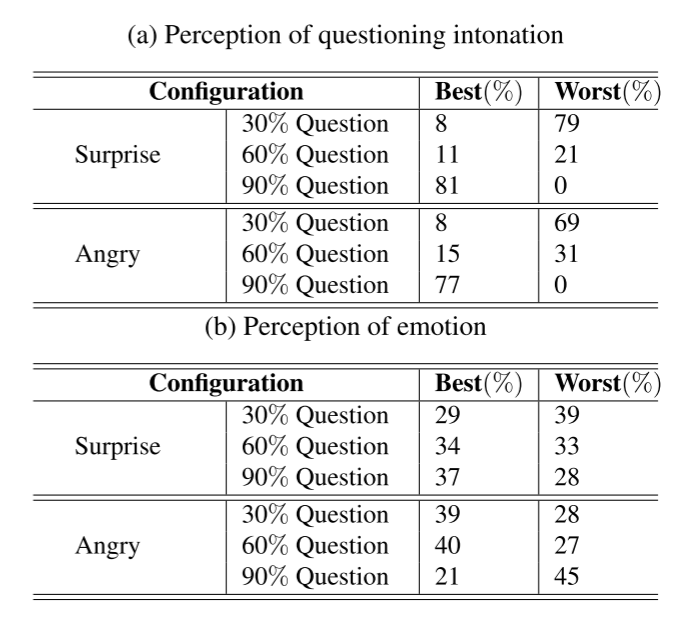 (a) Perception of questioning intonation
Configuration Best(%) Worst(%)
30% Question 8 79
Surprise 60% Question 11 21
90% Question 81 0
30% Question 8 69
Angry 60% Question 15 31
90% Question 77 0
(b) Perception of emotion
Configuration Best(%) Worst(%)
30% Question 29 39
Surprise 60% Question 34 33
90% Question 37 28
30% Question 39 28
Angry 60% Question 40 27
90% Question 21 45